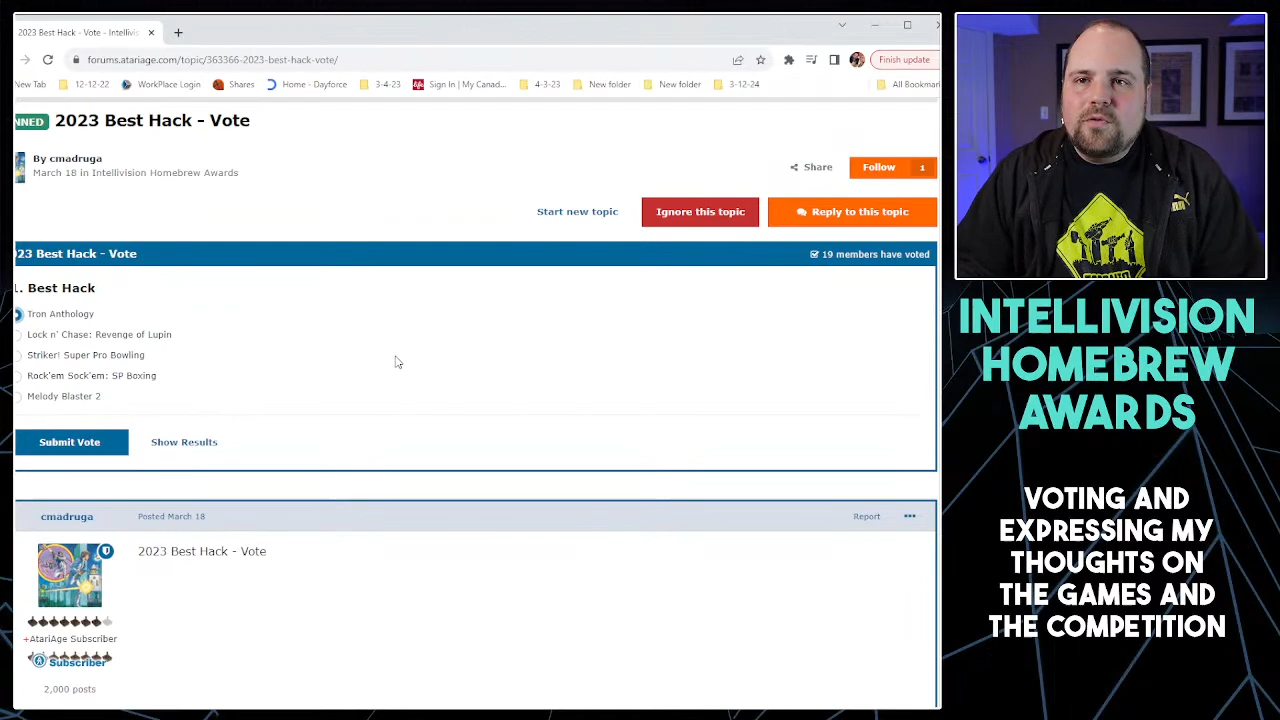 2023 Best Hack - Vote - Intellivis
forums.atariage.com/topic/363366-2023-best-hack-vote/
Finish update
New Tab
12-12-22
WorkPlace Login
Shares
Home - Dayforce
3-4-23
Sign In | My Canad...
4-3-23
New folder
New folder
3-12-24
All Bookmar
NNED 2023 Best Hack - Vote
By cmadruga
March 18 in Intellivision Homebrew Awards
Share
Follow 1
Start new topic
Ignore this topic
Reply to this topic
023 Best Hack - Vote
19 members have voted
1. Best Hack
Tron Anthology
Lock n' Chase: Revenge of Lupin
Striker! Super Pro Bowling
Rock'em Sock'em: SP Boxing
Melody Blaster 2
Submit Vote
Show Results
cmadruga
Posted March 18
Report
2023 Best Hack - Vote
+AtariAge Subscriber
Subscriber
2,000 posts
INTELLIVISION
HOMEBREW
AWARDS
VOTING AND
EXPRESSING MY
THOUGHTS ON
THE GAMES AND
THE COMPETITION